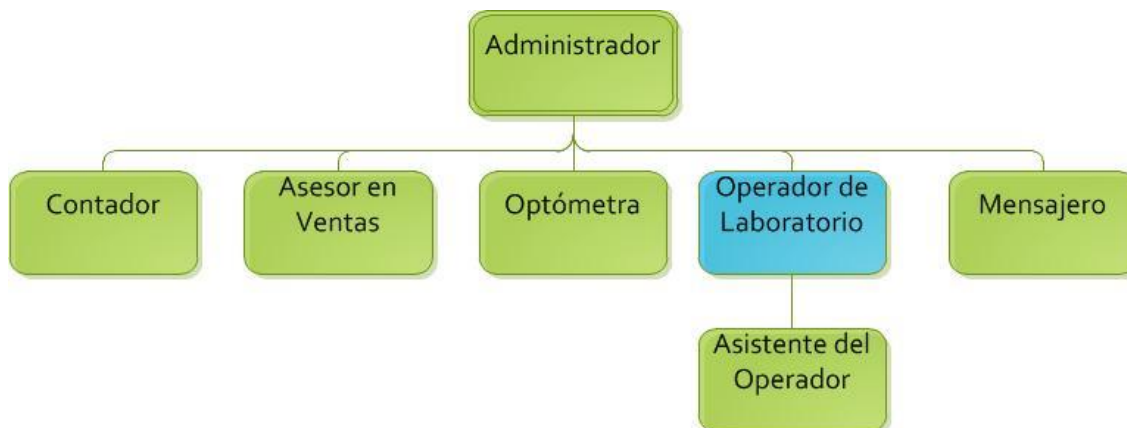 Administrador
Contador
Asesor en
Ventas
Optómetra
Operador de
Laboratorio
Mensajero
Asistente del
Operador